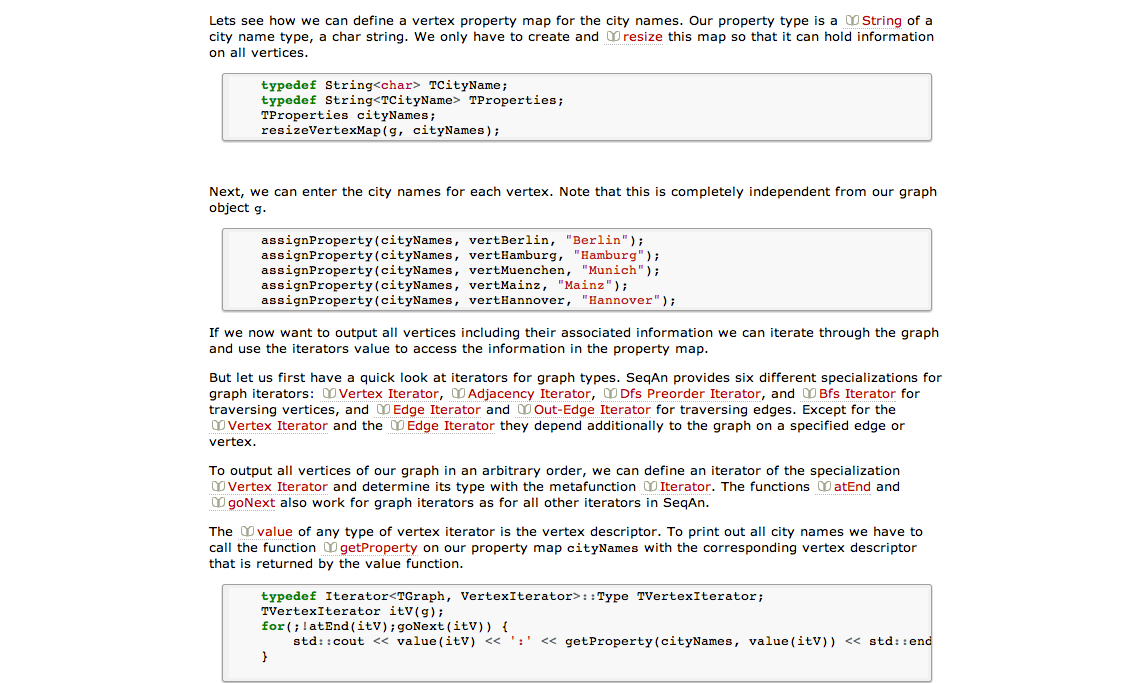 Lets see how we can define a vertex property map for the city names. Our property type is a String of a
city name type, a char string. We only have to create and resize this map so that it can hold information
on all vertices.
typedef String<char> TCityName;
typedef String<TCityName> TProperties;
TProperties cityNames;
resizeVertexMap(g, cityNames);
Next, we can enter the city names for each vertex. Note that this is completely independent from our graph
object g.
assignProperty(cityNames, vertBerlin, "Berlin");
assignProperty(cityNames, vertHamburg, "Hamburg");
assignProperty(cityNames, vertMuenchen, "Munich");
assignProperty(cityNames, vertMainz, "Mainz");
assignProperty(cityNames, vertHannover, "Hannover");
If we now want to output all vertices including their associated information we can iterate through the graph
and use the iterators value to access the information in the property map.
But let us first have a quick look at iterators for graph types. SeqAn provides six different specializations for
graph iterators: Vertex Iterator, Adjacency Iterator, Dfs Preorder Iterator, and Bfs Iterator for
traversing vertices, and Edge Iterator and Out-Edge Iterator for traversing edges. Except for the
Vertex Iterator and the Edge Iterator they depend additionally to the graph on a specified edge or
vertex.
To output all vertices of our graph in an arbitrary order, we can define an iterator of the specialization
Vertex Iterator and determine its type with the metafunction Iterator. The functions atEnd and
goNext also work for graph iterators as for all other iterators in SeqAn.
The value of any type of vertex iterator is the vertex descriptor. To print out all city names we have to
call the function getProperty on our property map cityNames with the corresponding vertex descriptor
that is returned by the value function.
typedef Iterator<TGraph, VertexIterator>::Type TVertexIterator;
TVertexIterator itV(g);
for(;!atEnd(itV);goNext(itV)) {
std::cout << value(itV) << ':' << getProperty(cityNames, value(itV)) << std::end
}